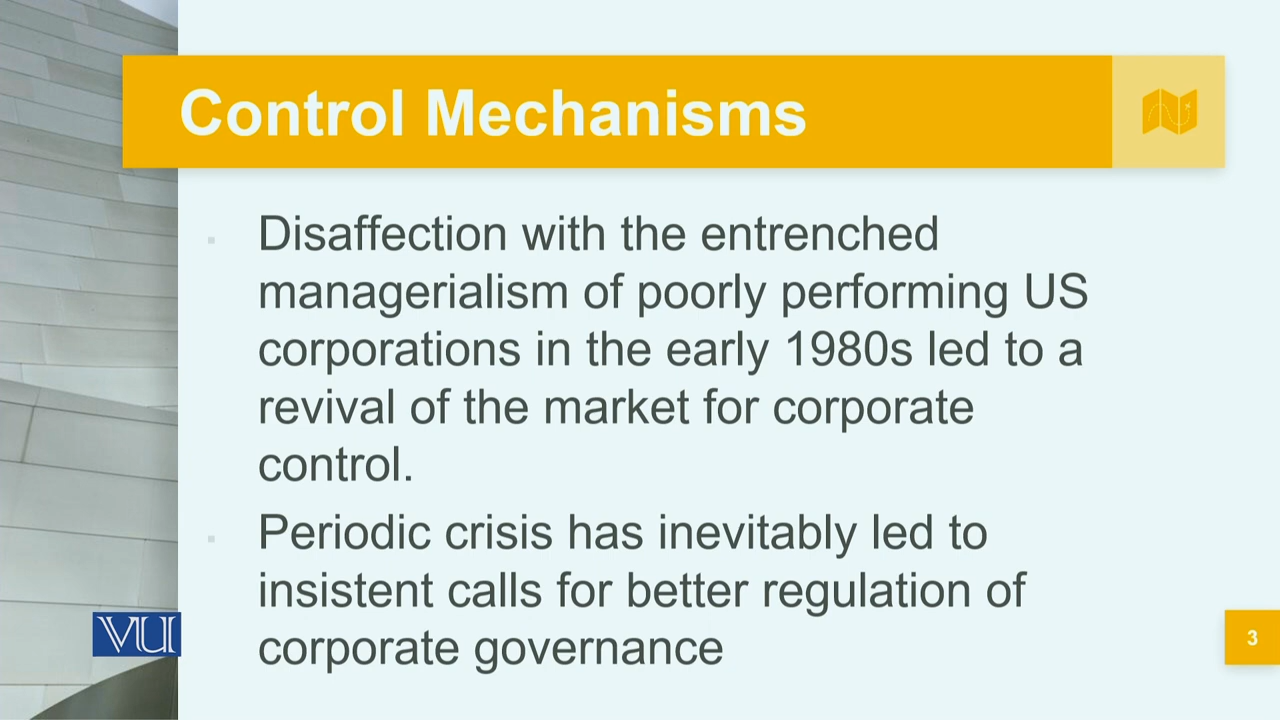 Control Mechanisms
Disaffection with the entrenched
managerialism of poorly performing US
corporations in the early 1980s led to a
revival of the market for corporate
control.
Periodic crisis has inevitably led to
insistent calls for better regulation of
corporate governance
VU
3